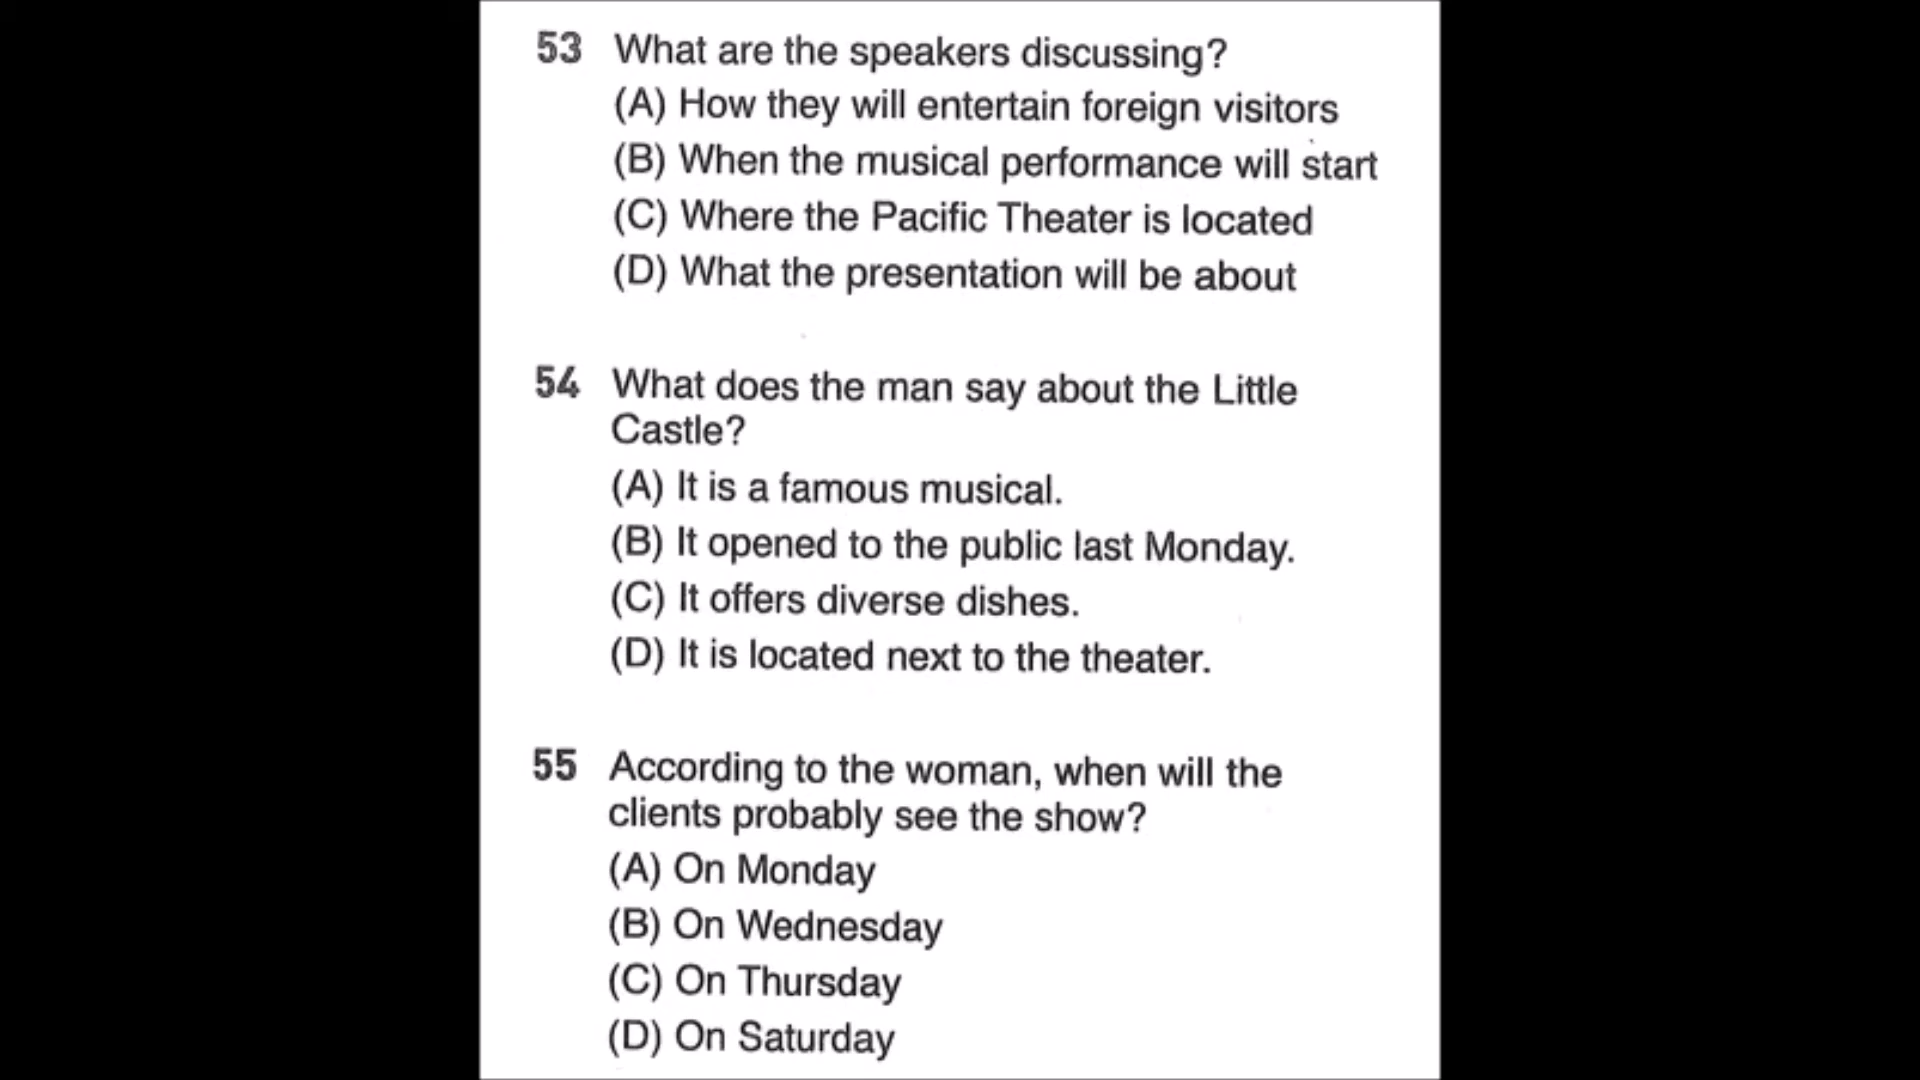 53 What are the speakers discussing?
(A) How they will entertain foreign visitors
(B) When the musical performance will start
(C) Where the Pacific Theater is located
(D) What the presentation will be about
54 What does the man say about the Little
Castle?
(A) It is a famous musical.
(B) It opened to the public last Monday.
(C) It offers diverse dishes.
(D) It is located next to the theater.
55 According to the woman, when will the
clients probably see the show?
(A) On Monday
(B) On Wednesday
(C) On Thursday
(D) On Saturday